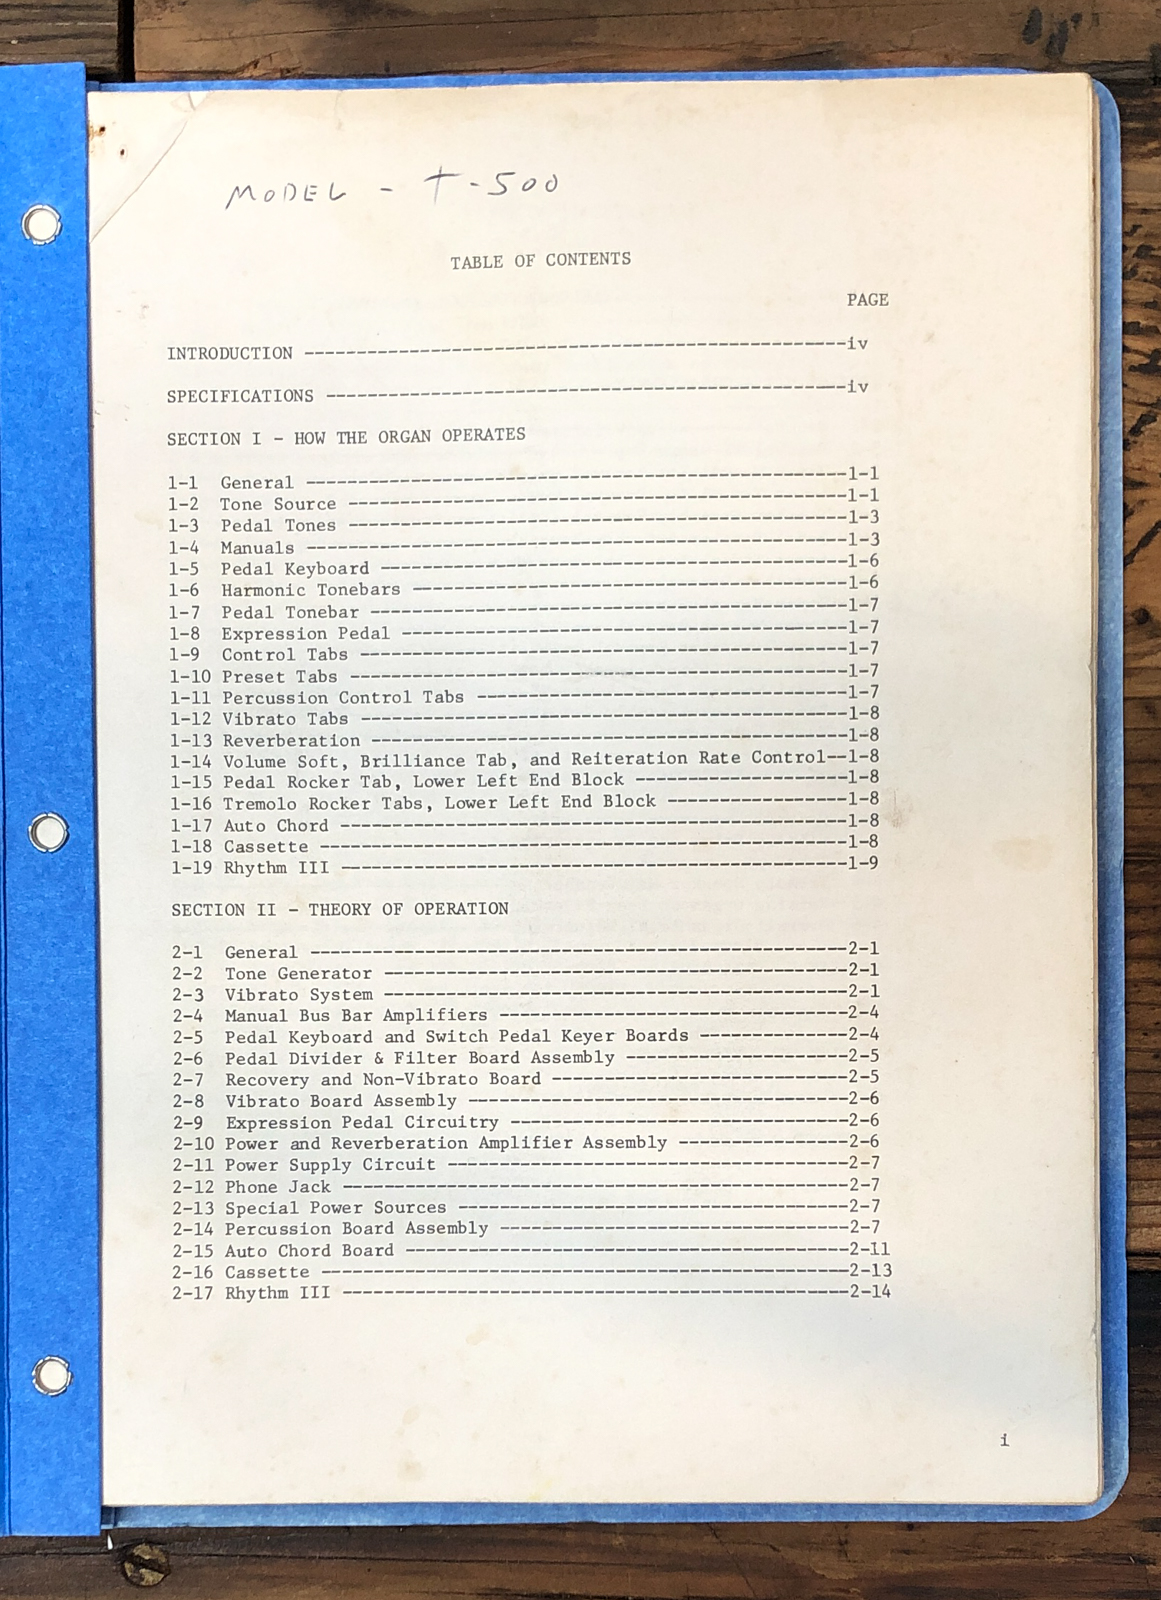 MODEL - T-500
TABLE OF CONTENTS
PAGE
INTRODUCTION ----------------------------------------------------iv
SPECIFICATIONS --------------------------------------------------iv
SECTION I - HOW THE ORGAN OPERATES
1-1 General ----------------------------------------------------1-1
1-2 Tone Source ------------------------------------------------1-1
1-3 Pedal Tones ------------------------------------------------1-3
1-4 Manuals ----------------------------------------------------1-3
1-5 Pedal Keyboard ---------------------------------------------1-6
1-6 Harmonic Tonebars ------------------------------------------1-6
1-7 Pedal Tonebar ----------------------------------------------1-7
1-8 Expression Pedal -------------------------------------------1-7
1-9 Control Tabs -----------------------------------------------1-7
1-10 Preset Tabs -----------------------------------------------1-7
1-11 Percussion Control Tabs -----------------------------------1-7
1-12 Vibrato Tabs ----------------------------------------------1-8
1-13 Reverberation ---------------------------------------------1-8
1-14 Volume Soft, Brilliance Tab, and Reiteration Rate Control--1-8
1-15 Pedal Rocker Tab, Lower Left End Block --------------------1-8
1-16 Tremolo Rocker Tabs, Lower Left End Block -----------------1-8
1-17 Auto Chord ------------------------------------------------1-8
1-18 Cassette --------------------------------------------------1-8
1-19 Rhythm III ------------------------------------------------1-9
SECTION II - THEORY OF OPERATION
2-1 General ----------------------------------------------------2-1
2-2 Tone Generator ---------------------------------------------2-1
2-3 Vibrato System ---------------------------------------------2-1
2-4 Manual Bus Bar Amplifiers ----------------------------------2-4
2-5 Pedal Keyboard and Switch Pedal Keyer Boards ---------------2-4
2-6 Pedal Divider & Filter Board Assembly ----------------------2-5
2-7 Recovery and Non-Vibrato Board -----------------------------2-5
2-8 Vibrato Board Assembly -------------------------------------2-6
2-9 Expression Pedal Circuitry ---------------------------------2-6
2-10 Power and Reverberation Amplifier Assembly ----------------2-6
2-11 Power Supply Circuit --------------------------------------2-7
2-12 Phone Jack ------------------------------------------------2-7
2-13 Special Power Sources -------------------------------------2-7
2-14 Percussion Board Assembly ---------------------------------2-7
2-15 Auto Chord Board ------------------------------------------2-11
2-16 Cassette --------------------------------------------------2-13
2-17 Rhythm III ------------------------------------------------2-14
i